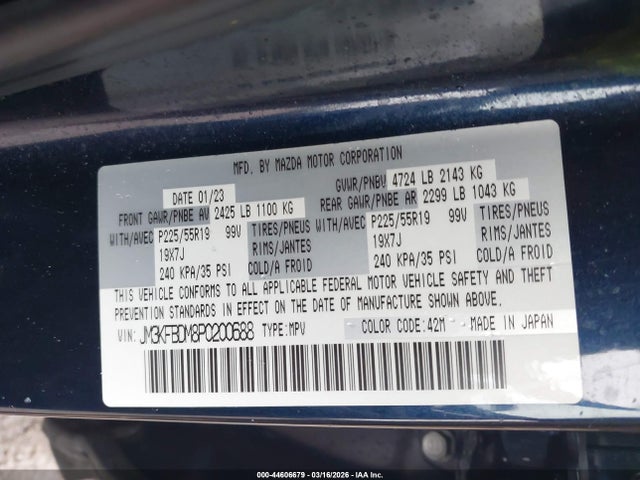 MFD. BY MAZDA MOTOR CORPORATION
DATE 01/23 GVWR/PNBV 4724 LB 2143 KG
FRONT GAWR/PNBE AV 2425 LB 1100 KG REAR GAWR/PNBE AR 2299 LB 1043 KG
WITH/AVEC P225/55R19 99V TIRES/PNEUS WITH/AVEC P225/55R19 99V TIRES/PNEUS
19X7J RIMS/JANTES 19X7J RIMS/JANTES
240 KPA/35 PSI COLD/A FROID 240 KPA/35 PSI COLD/A FROID
THIS VEHICLE CONFORMS TO ALL APPLICABLE FEDERAL MOTOR VEHICLE SAFETY AND THEFT
PREVENTION STANDARDS IN EFFECT ON THE DATE OF MANUFACTURE SHOWN ABOVE.
VIN: JM3KFBDM8P0200688 TYPE: MPV COLOR CODE: 42M MADE IN JAPAN
000-44606679 - 03/16/2026 - IAA Inc.